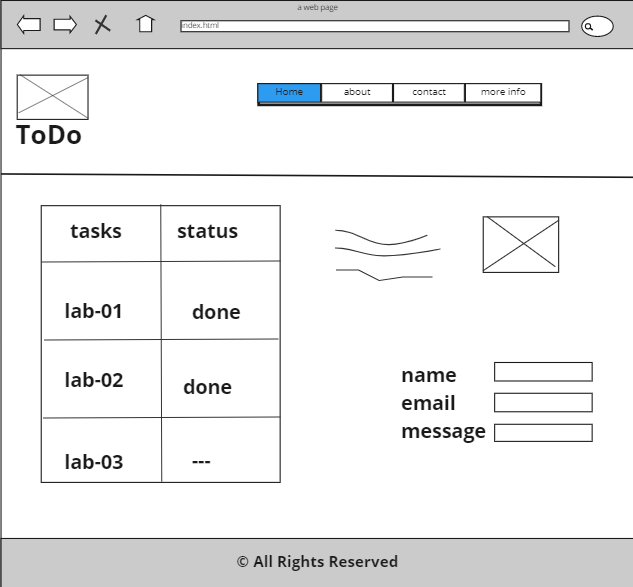 a web page
index.html
ToDo
Home about contact more info
tasks status
lab-01 done
lab-02 done
lab-03 ---
name
email
message
© All Rights Reserved